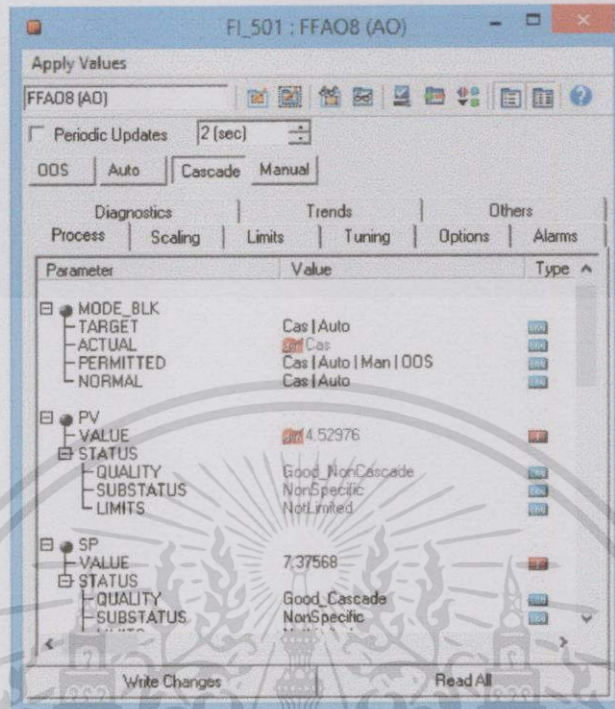 FI_501 : FFAO8 (AO)
Apply Values
FFAO8 (AO)
Periodic Updates 2 (sec)
OOS Auto Cascade Manual
Diagnostics Trends Others
Process Scaling Limits Tuning Options Alarms
Parameter Value Type
MODE_BLK
TARGET Cas|Auto
ACTUAL Cas
PERMITTED Cas|Auto|Man|OOS
NORMAL Cas|Auto
PV
VALUE 4.52976
STATUS
QUALITY Good_NonCascade
SUBSTATUS NonSpecific
LIMITS NotLimited
SP
VALUE 7.37568
STATUS
QUALITY Good_Cascade
SUBSTATUS NonSpecific
Write Changes Read All